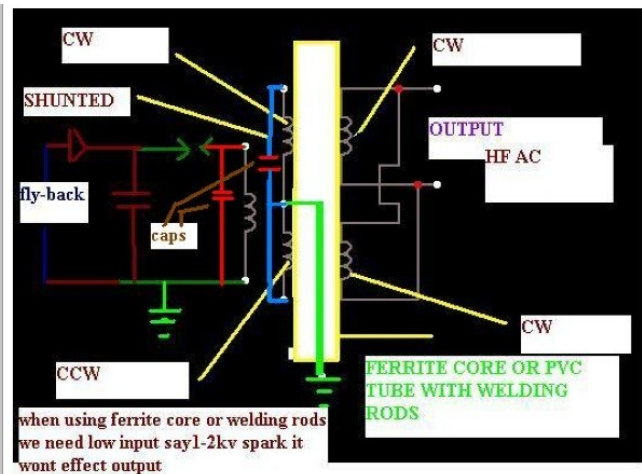 CW
CW
SHUNTED
OUTPUT
HF AC
fly-back
caps
CW
CCW
FERRITE CORE OR PVC
TUBE WITH WELDING
RODS
when using ferrite core or welding rods
we need low input say1-2kv spark it
wont effect output